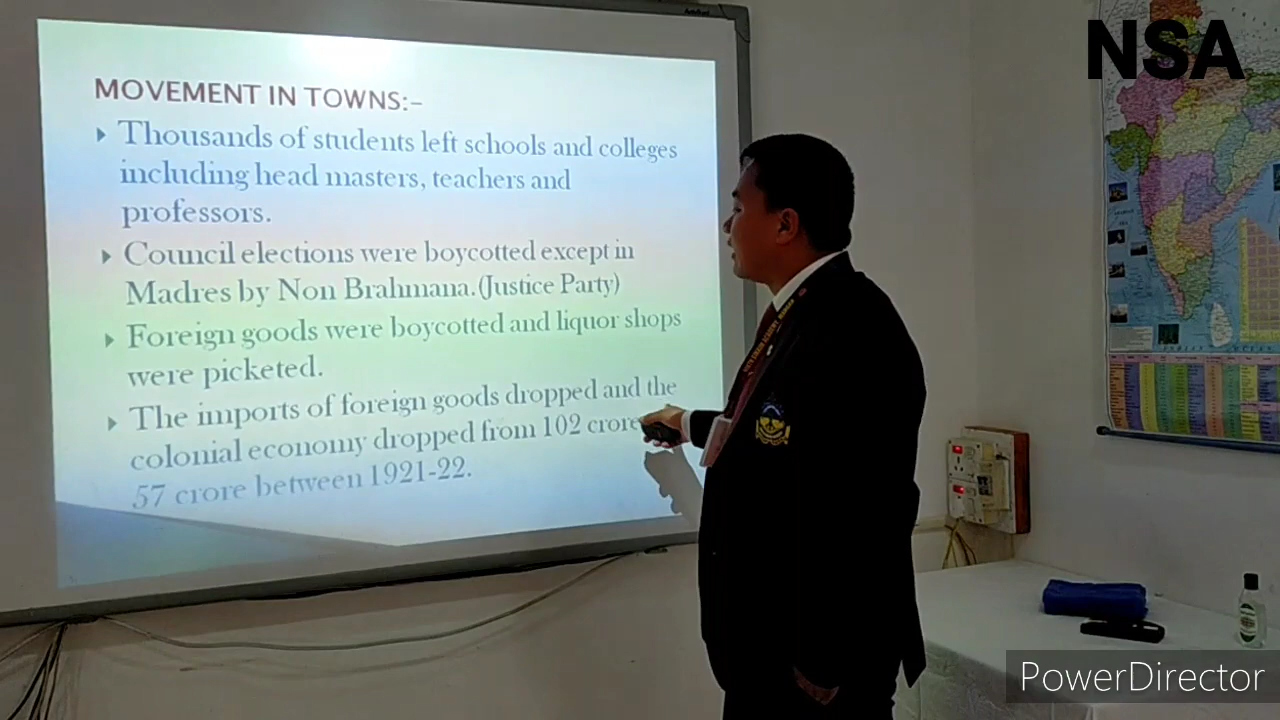 NSA
MOVEMENT IN TOWNS:-
Thousands of students left schools and colleges
including head masters, teachers and
professors.
Council elections were boycotted except in
Madres by Non Brahmana.(Justice Party)
Foreign goods were boycotted and liquor shops
were picketed.
The imports of foreign goods dropped and the
colonial economy dropped from 102 crore
57 crore between 1921-22.
PowerDirector